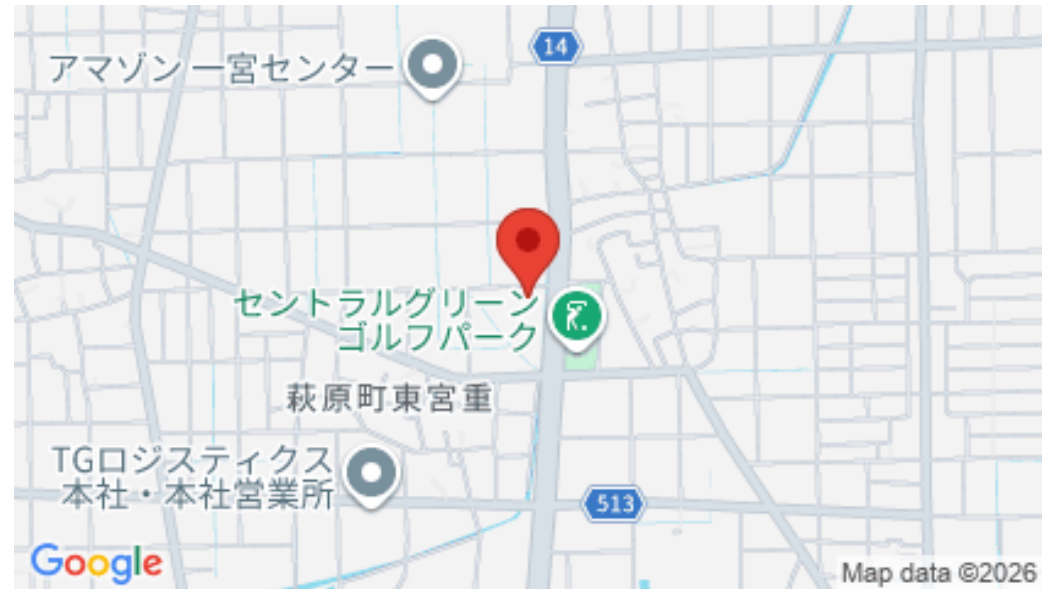 14
アマゾン 一宮センター
セントラルグリーン
ゴルフパーク
萩原町東宮重
TGロジスティクス
本社・本社営業所
513
Google
Map data ©2026